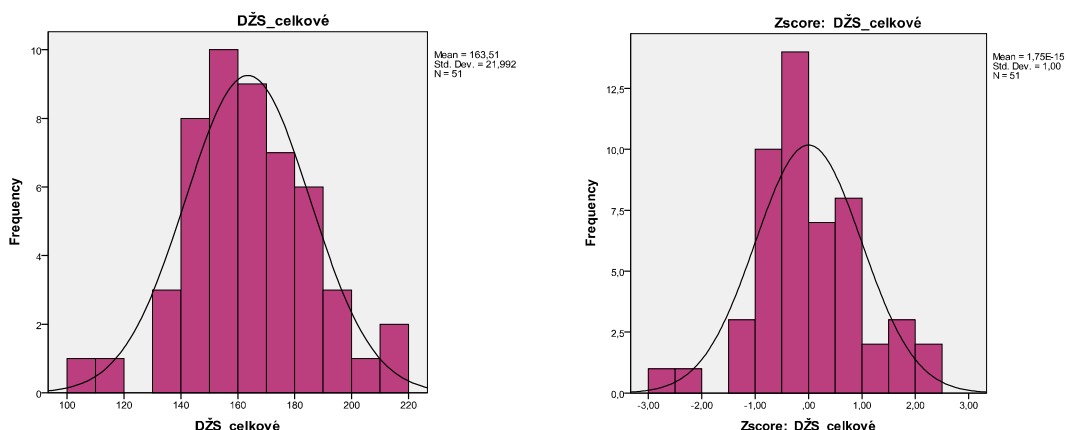 DŽS_celkové
Mean = 163,51
Std. Dev. = 21,992
N = 51
Frequency
10
8
6
4
2
0
100 120 140 160 180 200 220
DŽS_celkové
Zscore: DŽS_celkové
Mean = 1,75E-15
Std. Dev. = 1,00
N = 51
Frequency
12,5
10,0
7,5
5,0
2,5
0,0
-3,00 -2,00 -1,00 ,00 1,00 2,00 3,00
Zscore: DŽS_celkové